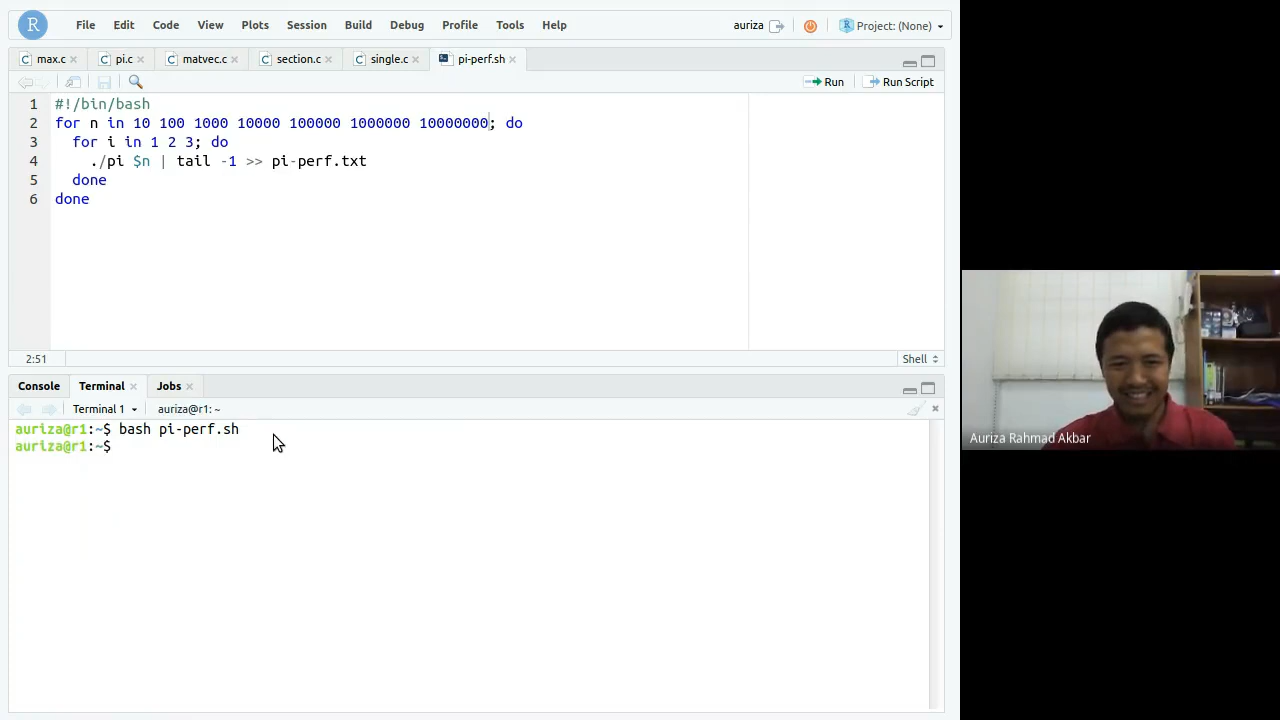 R File Edit Code View Plots Session Build Debug Profile Tools Help auriza R Project: (None)
max.c pi.c matvec.c section.c single.c pi-perf.sh
Run Run Script
1 #!/bin/bash
2 for n in 10 100 1000 10000 100000 1000000 10000000; do
3 for i in 1 2 3; do
4 ./pi $n | tail -1 >> pi-perf.txt
5 done
6 done
2:51 Shell
Console Terminal Jobs
Terminal 1 auriza@r1: ~
auriza@r1:~$ bash pi-perf.sh
auriza@r1:~$
Auriza Rahmad Akbar